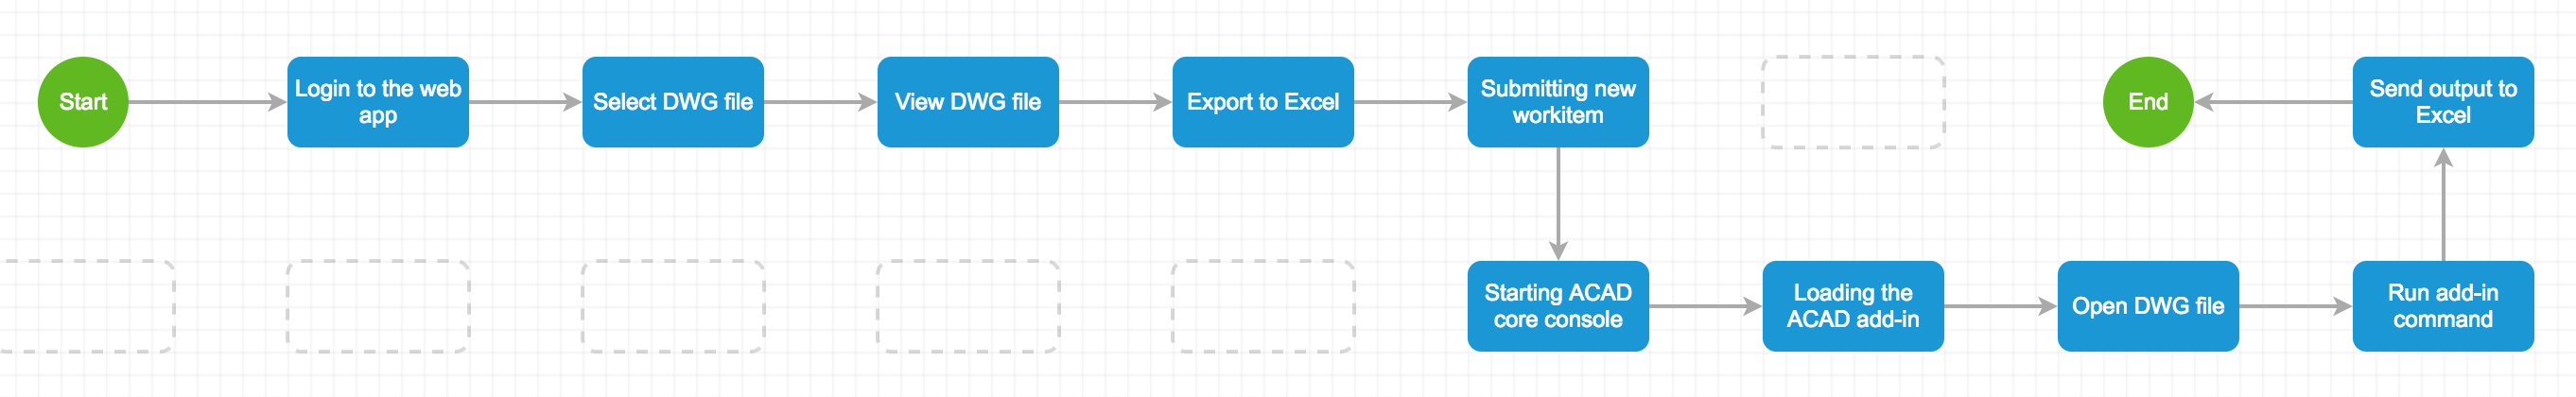 Start
Login to the web
app
Select DWG file
View DWG file
Export to Excel
Submitting new
workitem
End
Send output to
Excel
Starting ACAD
core console
Loading the
ACAD add-in
Open DWG file
Run add-in
command